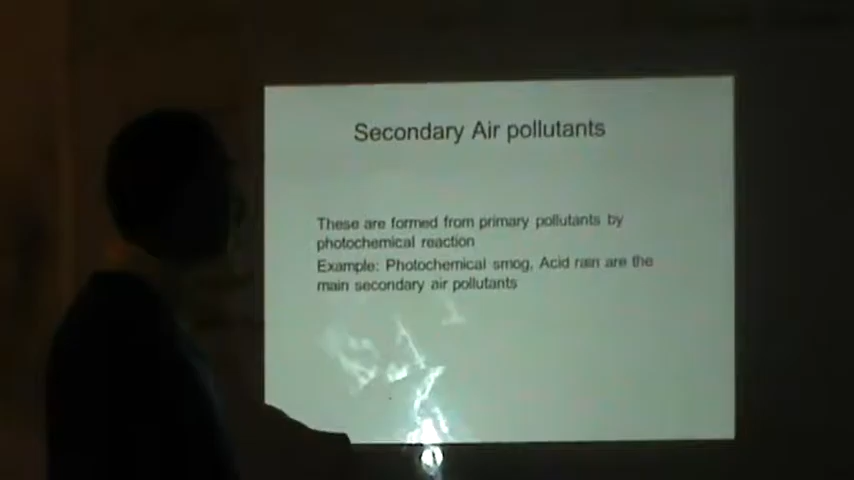 Secondary Air pollutants
These are formed from primary pollutants by
photochemical reaction
Example: Photochemical smog, Acid rain are the
main secondary air pollutants